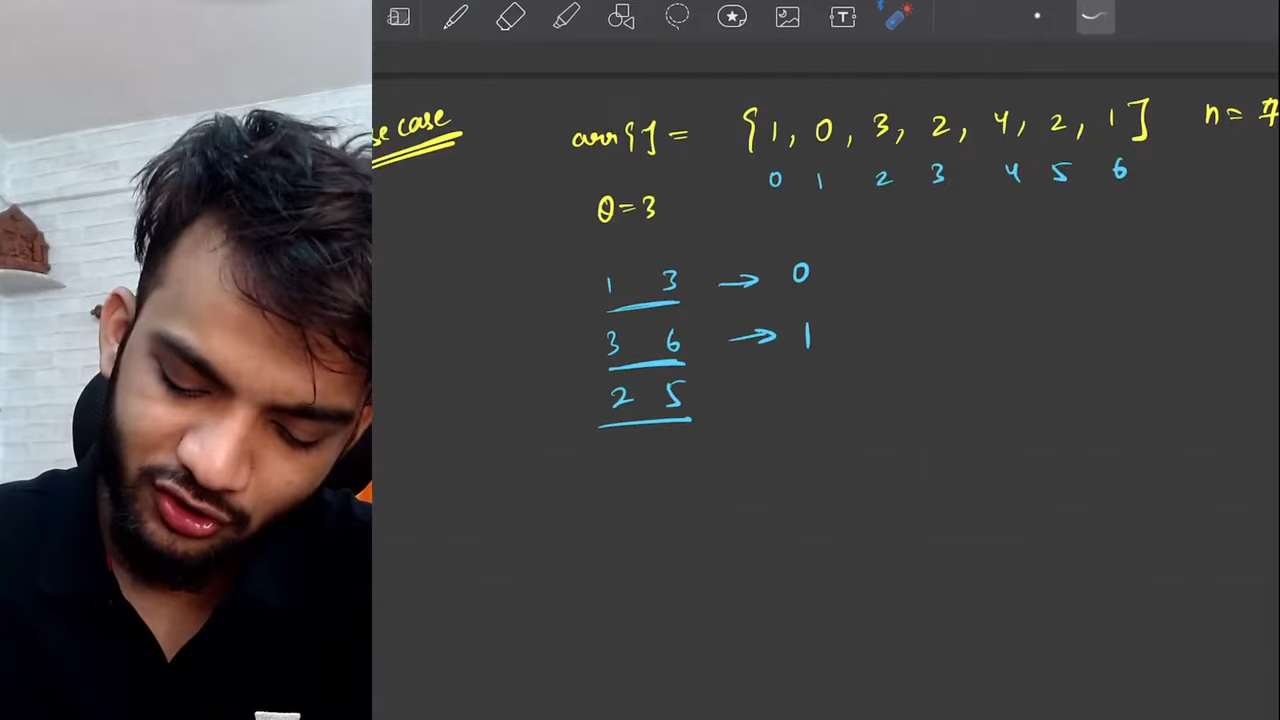 se case
arr[] = {1, 0, 3, 2, 4, 2, 1} n = 7
0 1 2 3 4 5 6
Q = 3
1 3 → 0
3 6 → 1
2 5